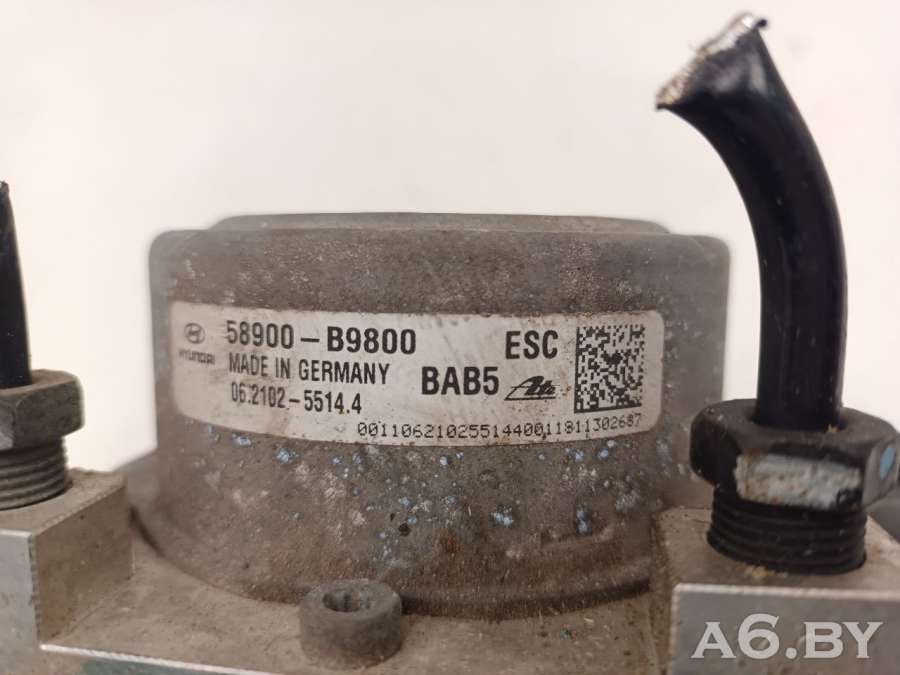 HYUNDAI
58900-B9800
ESC
MADE IN GERMANY
BAB5
Ate
06.2102-5514.4
0011062102551440011811302687
A6.BY